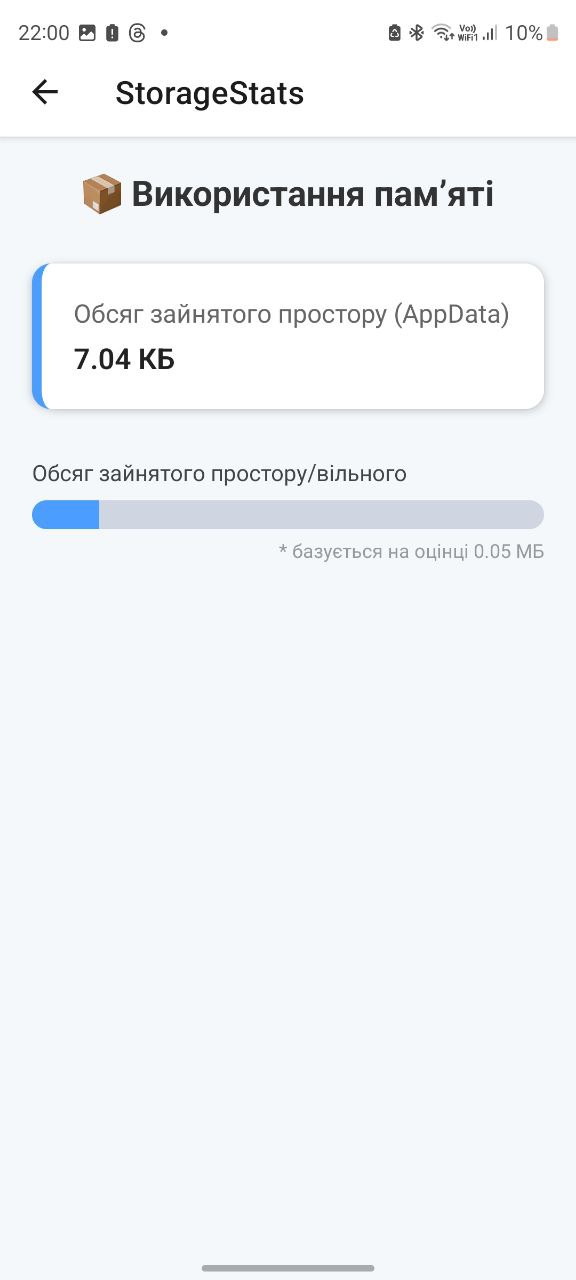 22:00
Vo))
WiFi1
10%
StorageStats
Використання пам’яті
Обсяг зайнятого простору (AppData)
7.04 КБ
Обсяг зайнятого простору/вільного
* базується на оцінці 0.05 МБ